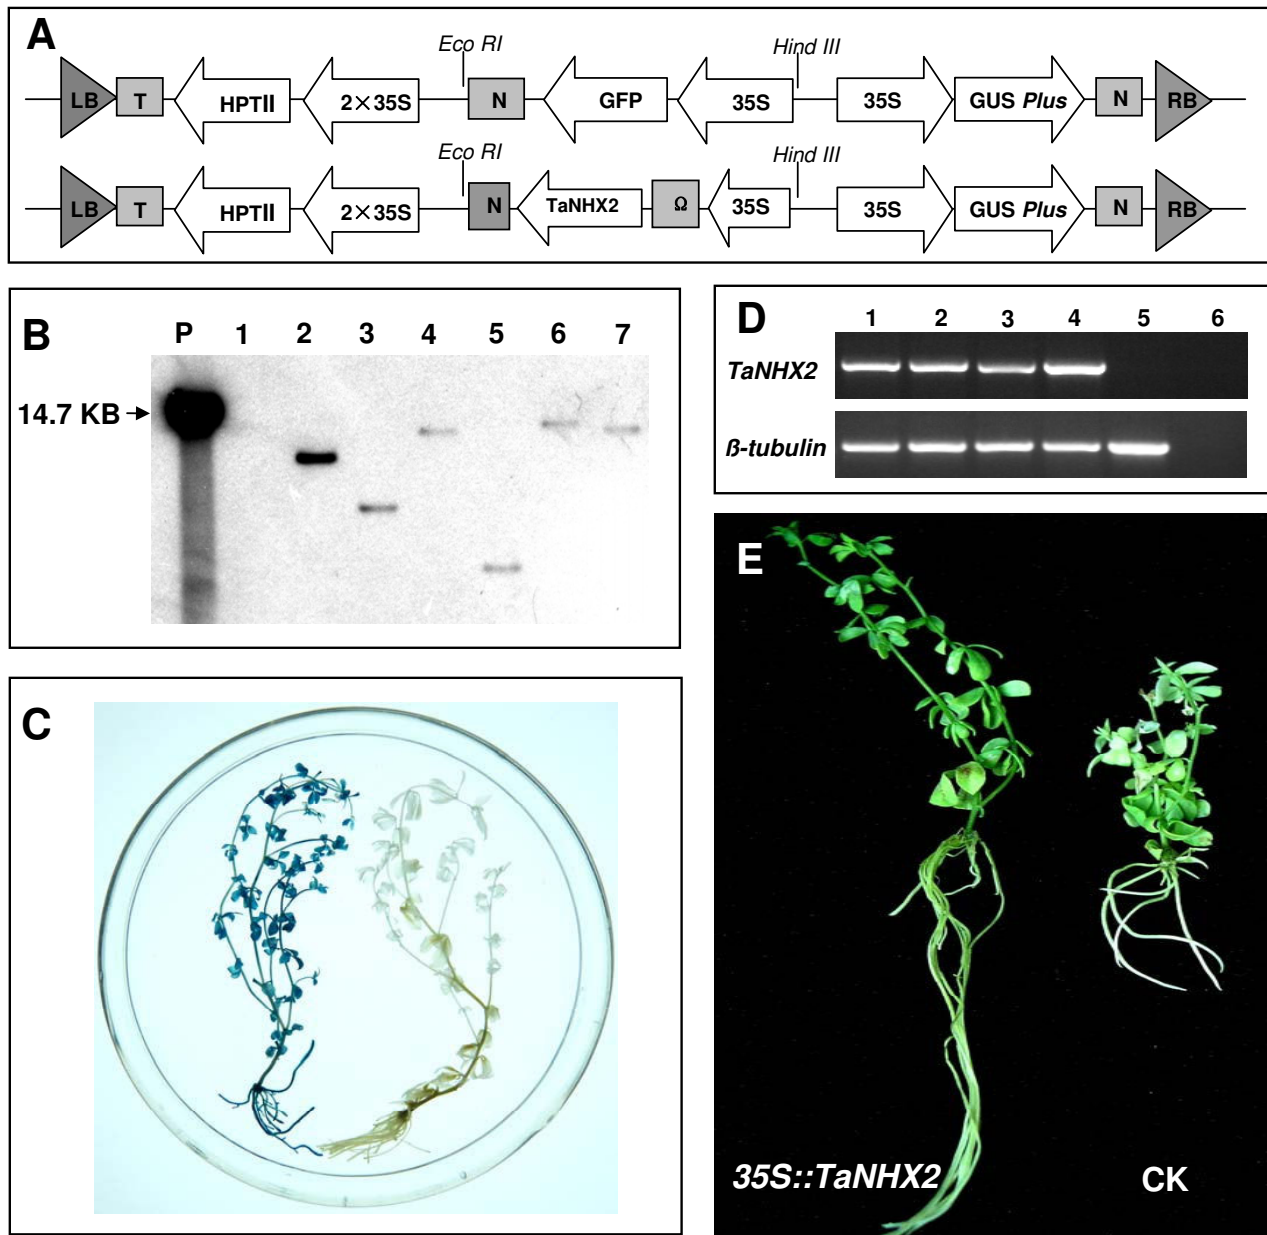 A
Eco RI Hind III
LB T HPTII 2×35S N GFP 35S 35S GUS Plus N RB
Eco RI Hind III
LB T HPTII 2×35S N TaNHX2 Ω 35S 35S GUS Plus N RB
B
P 1 2 3 4 5 6 7
14.7 KB
D
1 2 3 4 5 6
TaNHX2
ß-tubulin
C
E
35S::TaNHX2
CK